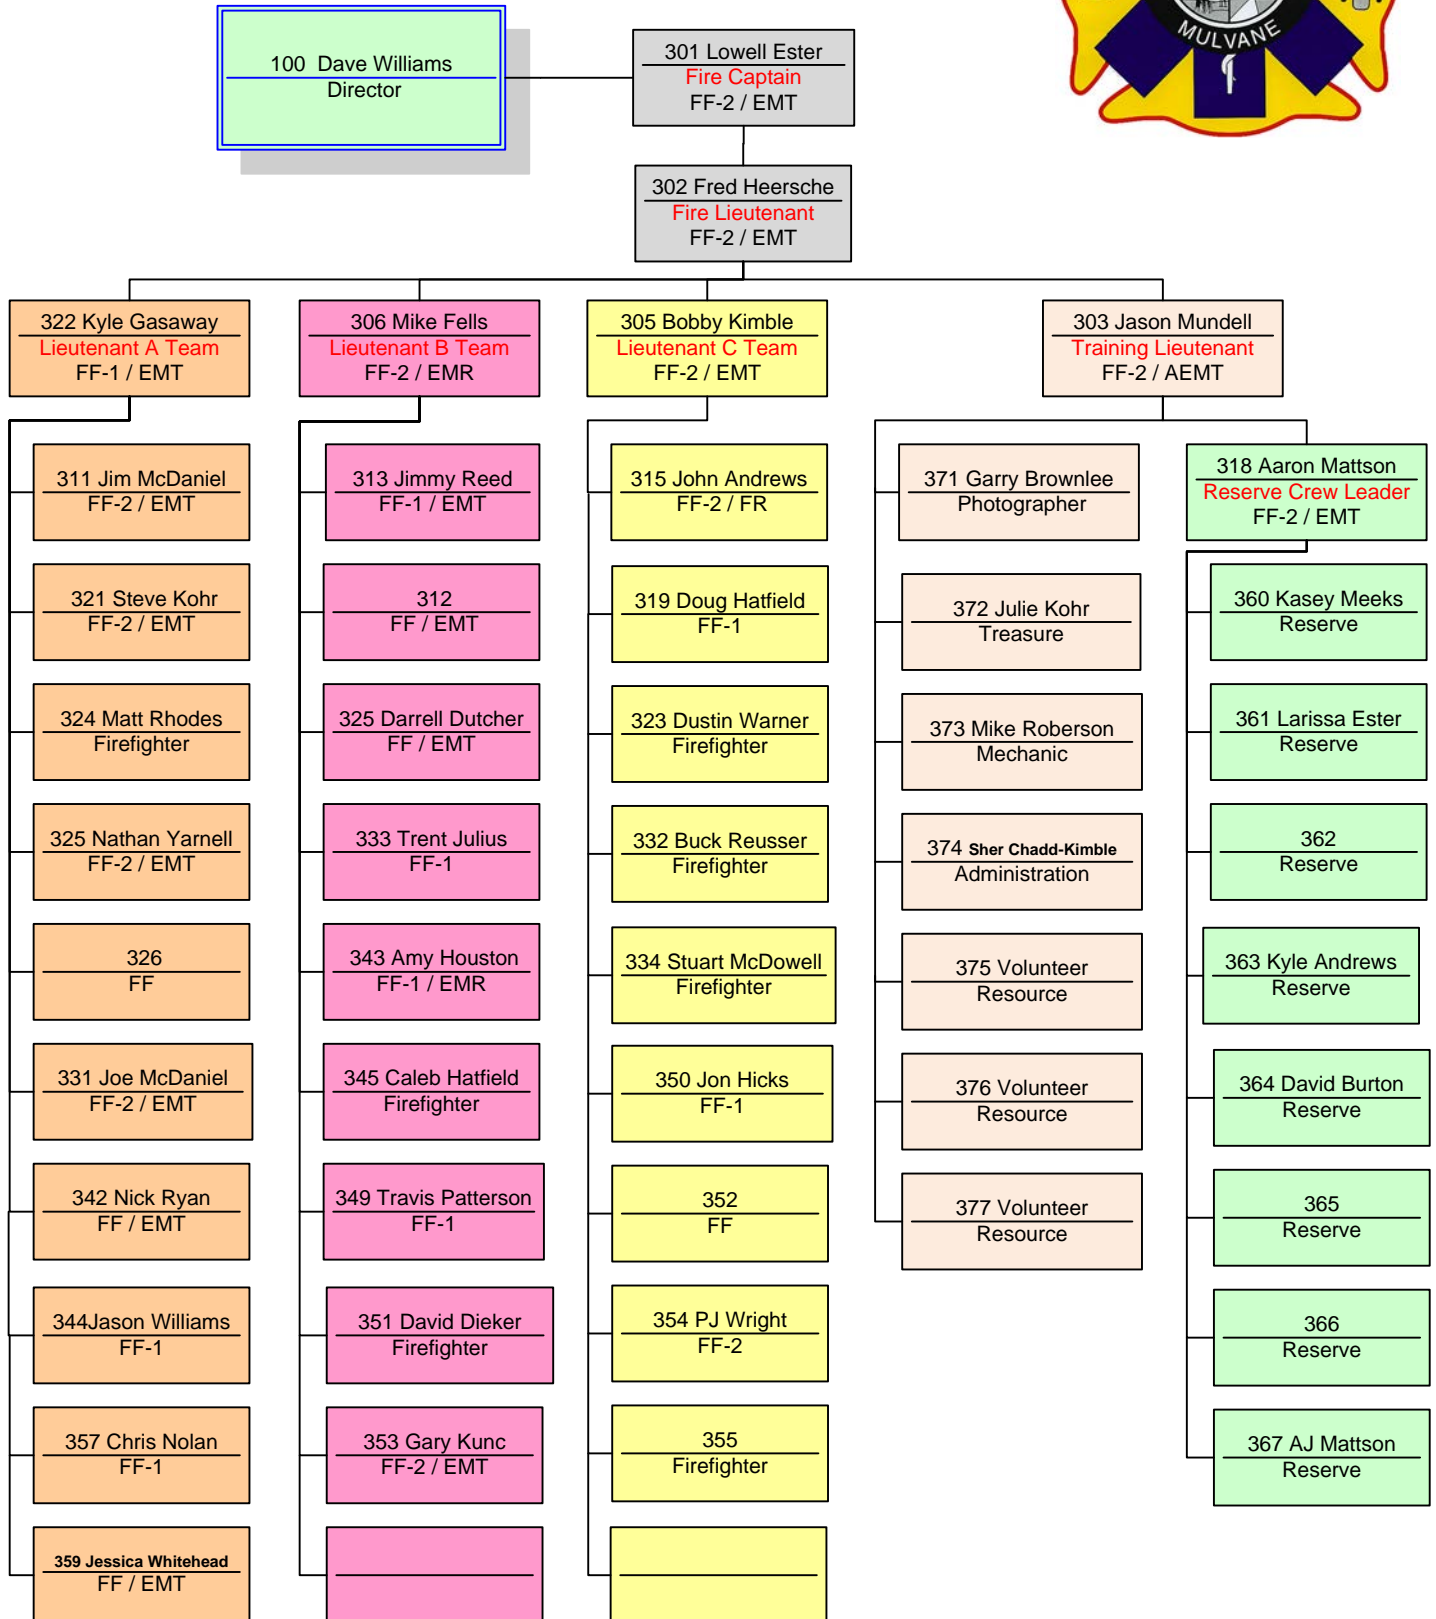 100  Dave Williams
Director
301 Lowell Ester
Fire Captain
FF-2 / EMT
MULVANE
302 Fred Heersche
Fire Lieutenant
FF-2 / EMT
322 Kyle Gasaway
Lieutenant A Team
FF-1 / EMT
306 Mike Fells
Lieutenant B Team
FF-2 / EMR
305 Bobby Kimble
Lieutenant C Team
FF-2 / EMT
303 Jason Mundell
Training Lieutenant
FF-2 / AEMT
311 Jim McDaniel
FF-2 / EMT
321 Steve Kohr
FF-2 / EMT
324 Matt Rhodes
Firefighter
325 Nathan Yarnell
FF-2 / EMT
326
FF
331 Joe McDaniel
FF-2 / EMT
342 Nick Ryan
FF / EMT
344Jason Williams
FF-1
357 Chris Nolan
FF-1
359 Jessica Whitehead
FF / EMT
313 Jimmy Reed
FF-1 / EMT
312
FF / EMT
325 Darrell Dutcher
FF / EMT
333 Trent Julius
FF-1
343 Amy Houston
FF-1 / EMR
345 Caleb Hatfield
Firefighter
349 Travis Patterson
FF-1
351 David Dieker
Firefighter
353 Gary Kunc
FF-2 / EMT
315 John Andrews
FF-2 / FR
319 Doug Hatfield
FF-1
323 Dustin Warner
Firefighter
332 Buck Reusser
Firefighter
334 Stuart McDowell
Firefighter
350 Jon Hicks
FF-1
352
FF
354 PJ Wright
FF-2
355
Firefighter
371 Garry Brownlee
Photographer
372 Julie Kohr
Treasure
373 Mike Roberson
Mechanic
374 Sher Chadd-Kimble
Administration
375 Volunteer
Resource
376 Volunteer
Resource
377 Volunteer
Resource
318 Aaron Mattson
Reserve Crew Leader
FF-2 / EMT
360 Kasey Meeks
Reserve
361 Larissa Ester
Reserve
362
Reserve
363 Kyle Andrews
Reserve
364 David Burton
Reserve
365
Reserve
366
Reserve
367 AJ Mattson
Reserve